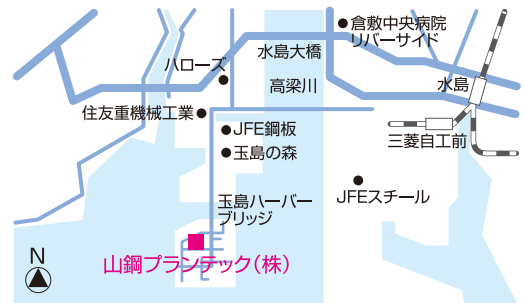 倉敷中央病院
リバーサイド
水島大橋
ハローズ
高梁川
水島
住友重機械工業
JFE鋼板
三菱自工前
玉島の森
JFEスチール
玉島ハーバー
ブリッジ
N
山鋼プランテック(株)